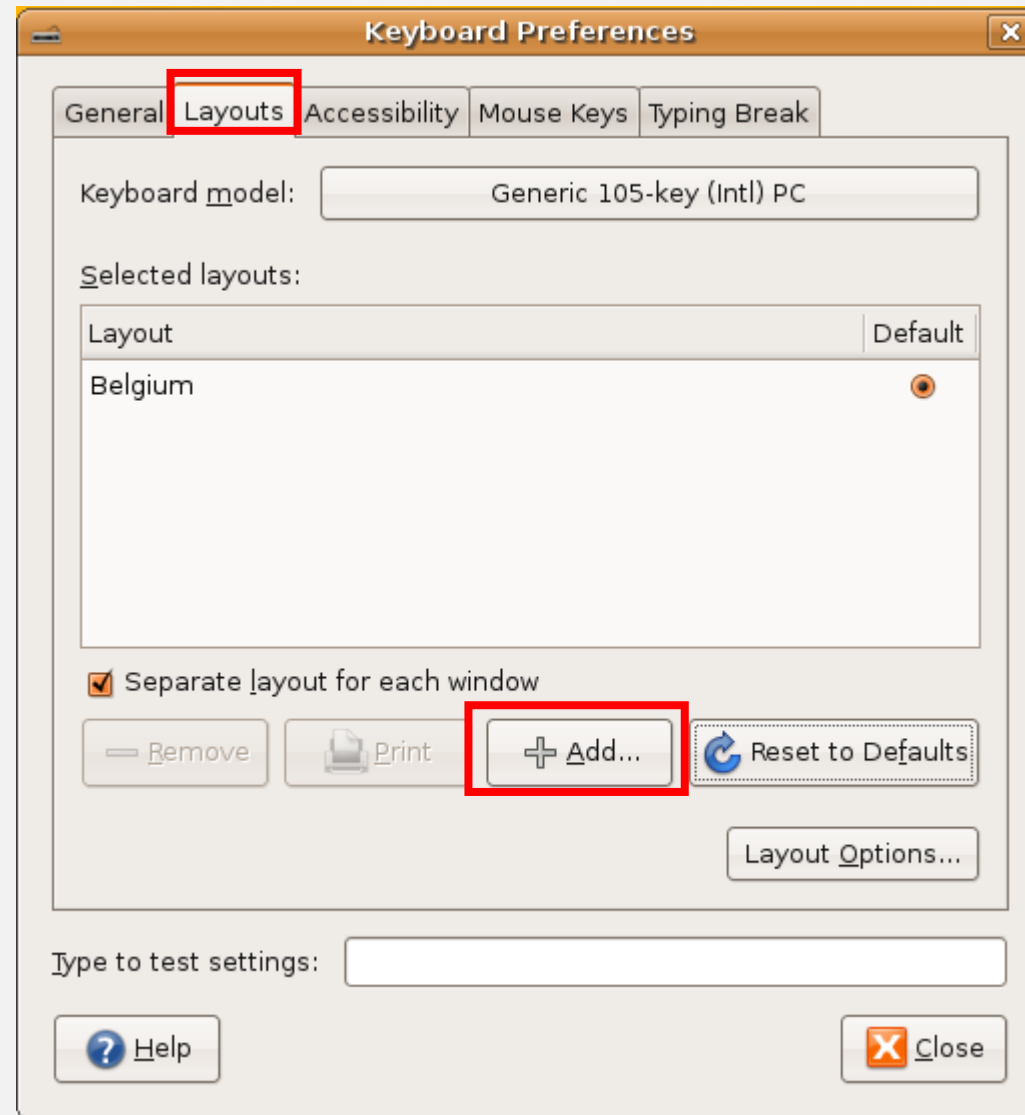 Keyboard Preferences
General Layouts Accessibility Mouse Keys Typing Break
Keyboard model: Generic 105-key (Intl) PC
Selected layouts:
Layout Default
Belgium
Separate layout for each window
Remove Print Add... Reset to Defaults
Layout Options...
Type to test settings:
Help Close